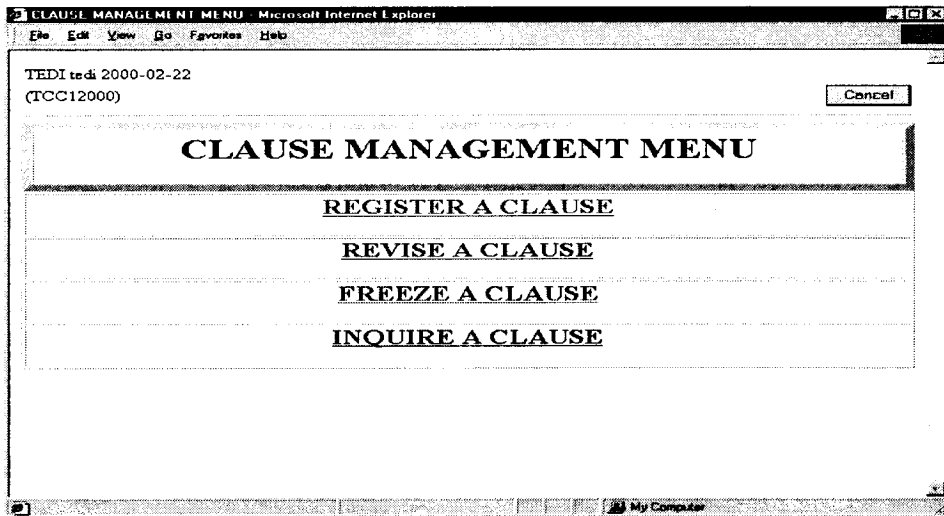 CLAUSE MANAGEMENT MENU - Microsoft Internet Explorer
File Edit View Go Favorites Help
TEDI tedi 2000-02-22
(TCC12000)
Cancel
CLAUSE MANAGEMENT MENU
REGISTER A CLAUSE
REVISE A CLAUSE
FREEZE A CLAUSE
INQUIRE A CLAUSE
My Computer